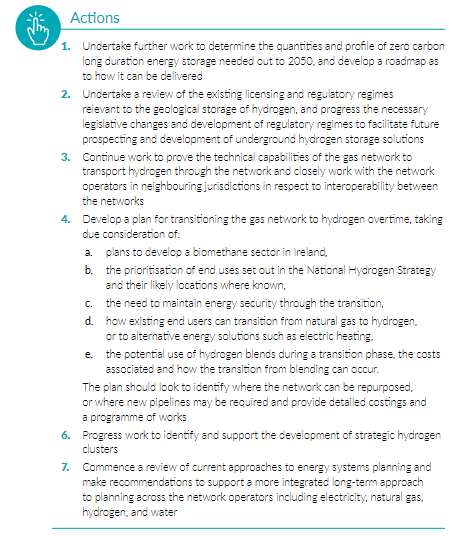 Actions
1. Undertake further work to determine the quantities and profile of zero carbon
long duration energy storage needed out to 2050, and develop a roadmap as
to how it can be delivered
2. Undertake a review of the existing licensing and regulatory regimes
relevant to the geological storage of hydrogen, and progress the necessary
legislative changes and development of regulatory regimes to facilitate future
prospecting and development of underground hydrogen storage solutions
3. Continue work to prove the technical capabilities of the gas network to
transport hydrogen through the network and closely work with the network
operators in neighbouring jurisdictions in respect to interoperability between
the networks
4. Develop a plan for transitioning the gas network to hydrogen overtime, taking
due consideration of:
a. plans to develop a biomethane sector in Ireland,
b. the prioritisation of end uses set out in the National Hydrogen Strategy
and their likely locations where known,
c. the need to maintain energy security through the transition,
d. how existing end users can transition from natural gas to hydrogen,
or to alternative energy solutions such as electric heating,
e. the potential use of hydrogen blends during a transition phase, the costs
associated and how the transition from blending can occur.
The plan should look to identify where the network can be repurposed,
or where new pipelines may be required and provide detailed costings and
a programme of works
6. Progress work to identify and support the development of strategic hydrogen
clusters
7. Commence a review of current approaches to energy systems planning and
make recommendations to support a more integrated long-term approach
to planning across the network operators including electricity, natural gas,
hydrogen, and water